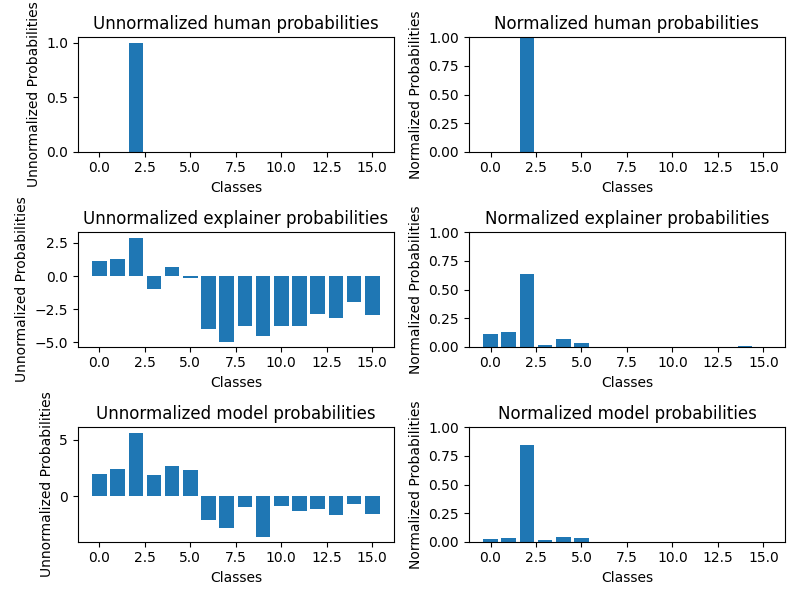 Unnormalized human probabilities
Unnormalized Probabilities
1.0
0.5
0.0
0.0 2.5 5.0 7.5 10.0 12.5 15.0
Classes
Normalized human probabilities
Normalized Probabilities
1.00
0.75
0.50
0.25
0.00
0.0 2.5 5.0 7.5 10.0 12.5 15.0
Classes
Unnormalized explainer probabilities
Unnormalized Probabilities
2.5
0.0
−2.5
−5.0
0.0 2.5 5.0 7.5 10.0 12.5 15.0
Classes
Normalized explainer probabilities
Normalized Probabilities
1.00
0.75
0.50
0.25
0.00
0.0 2.5 5.0 7.5 10.0 12.5 15.0
Classes
Unnormalized model probabilities
Unnormalized Probabilities
5
0
0.0 2.5 5.0 7.5 10.0 12.5 15.0
Classes
Normalized model probabilities
Normalized Probabilities
1.00
0.75
0.50
0.25
0.00
0.0 2.5 5.0 7.5 10.0 12.5 15.0
Classes